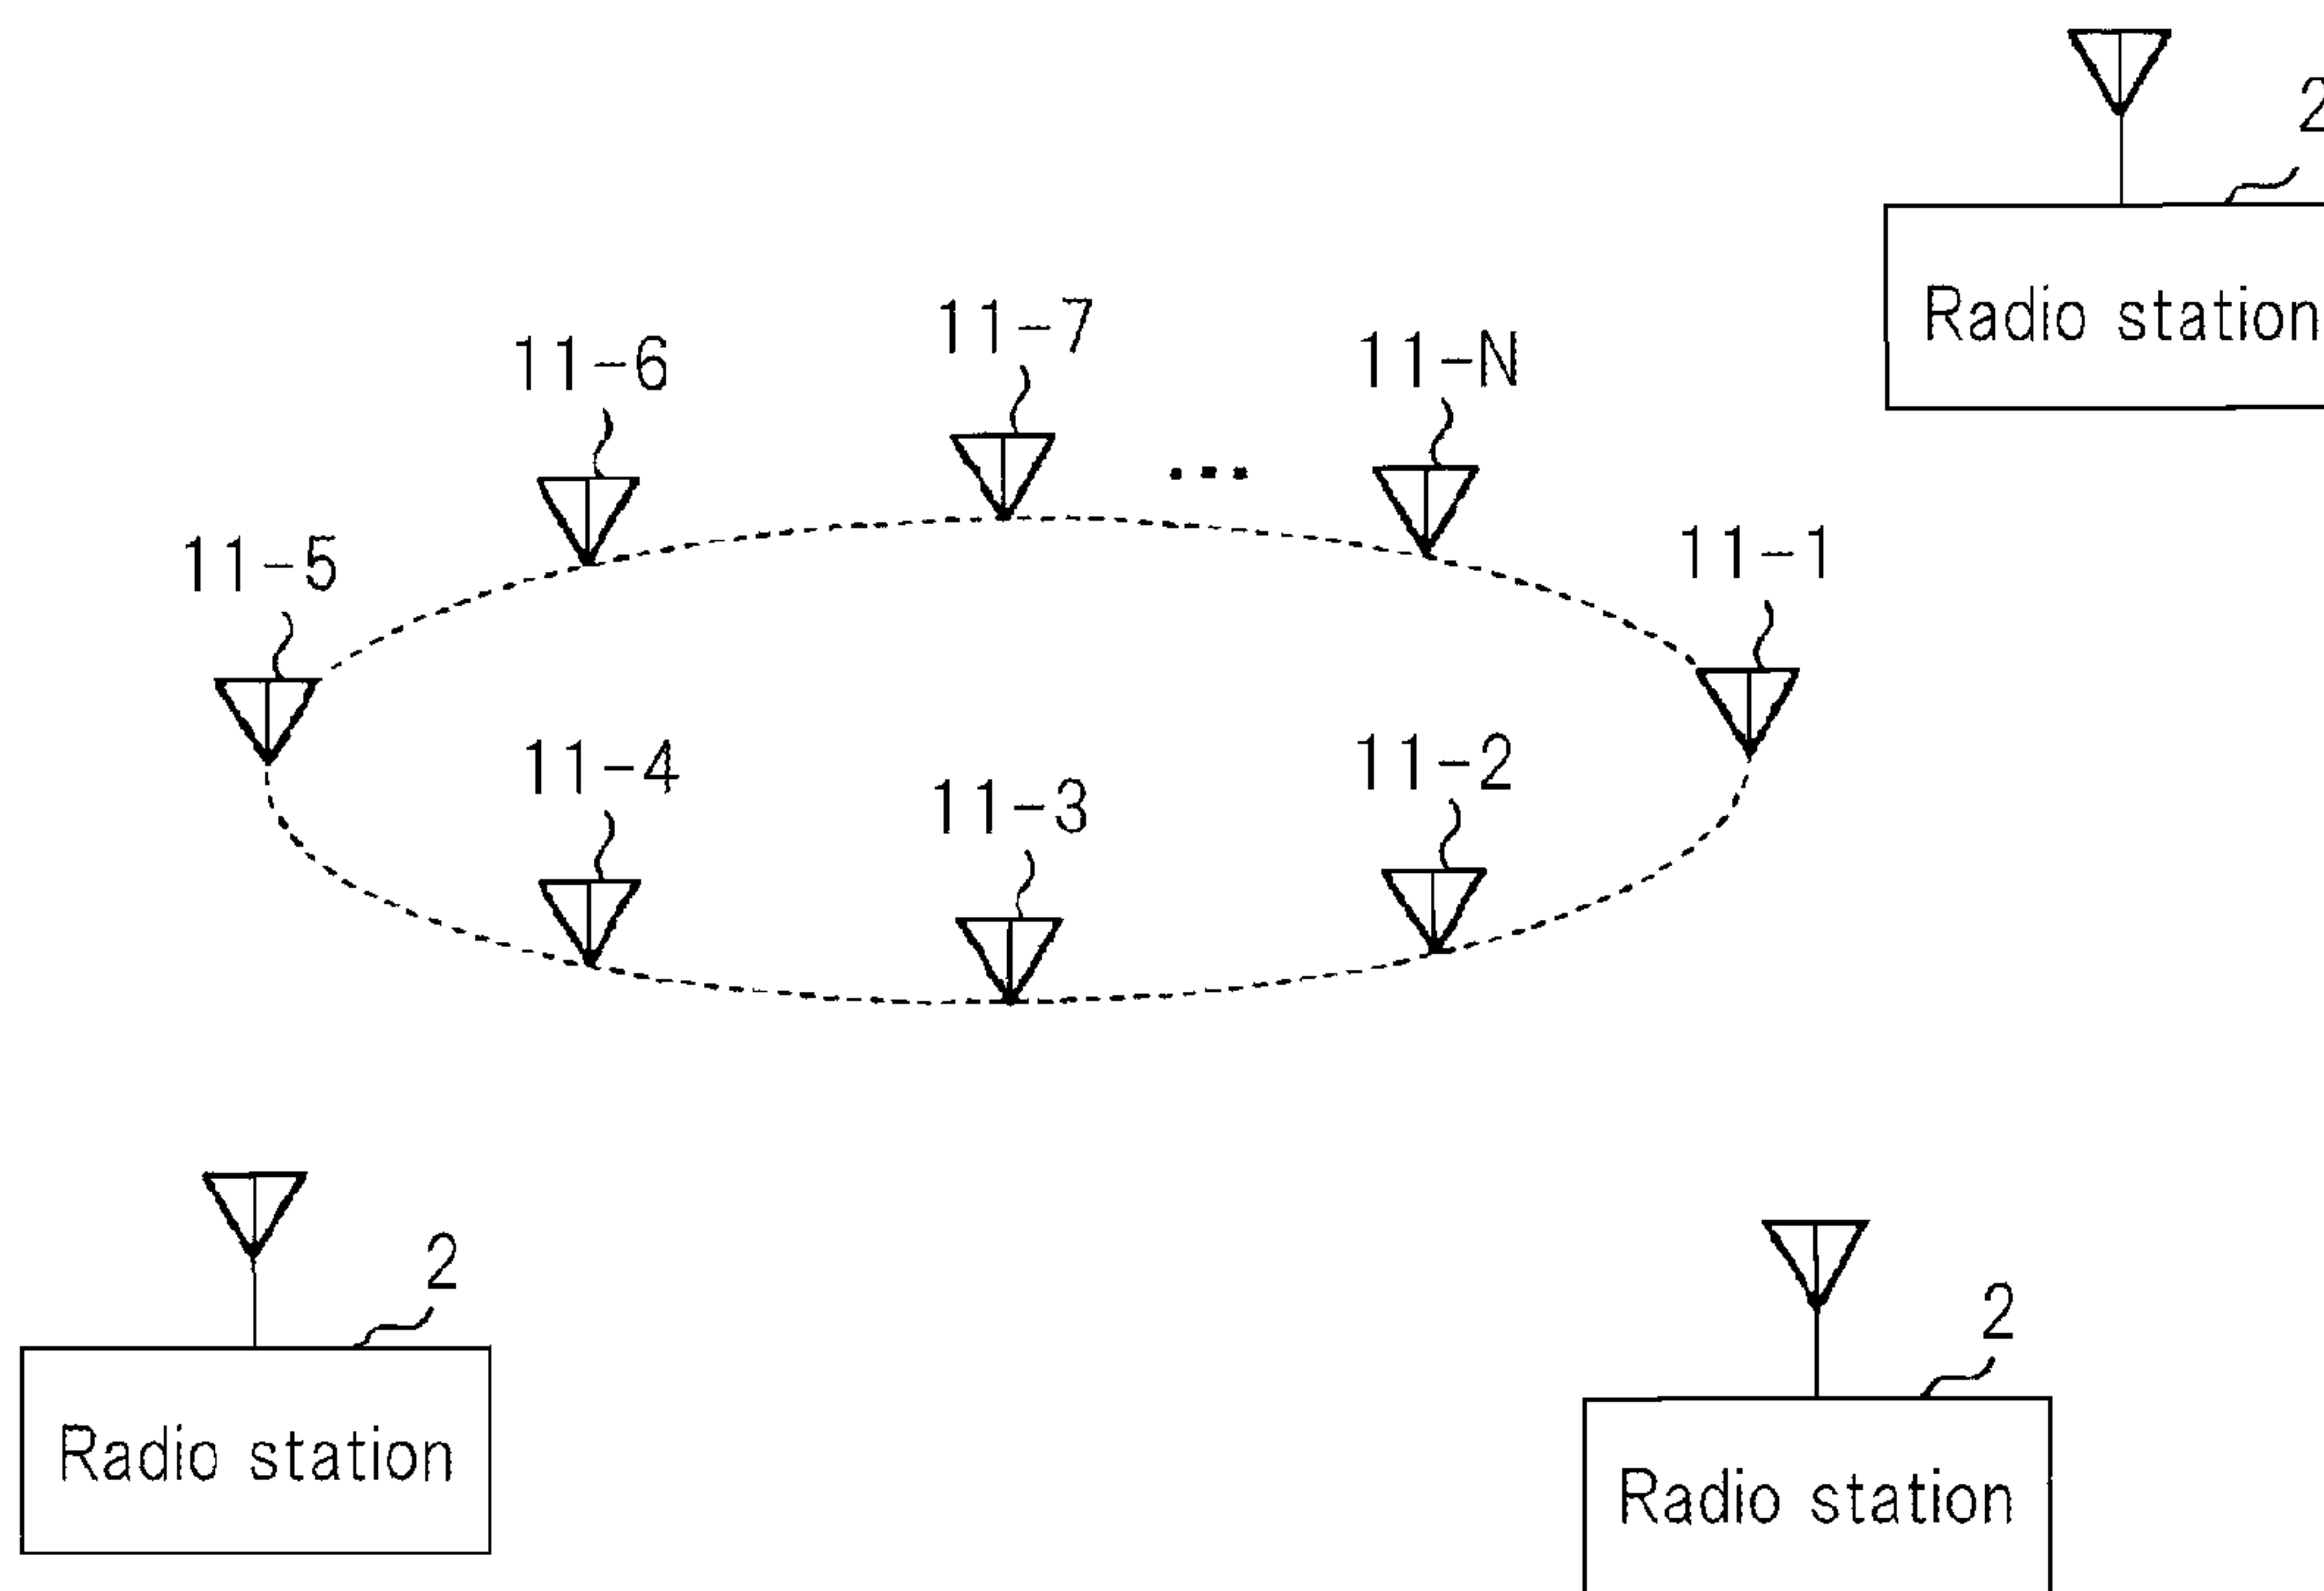 2
Radio station
11-7
11-6
11-N
11-5
11-1
11-4
11-3
11-2
2
Radio station
2
Radio station